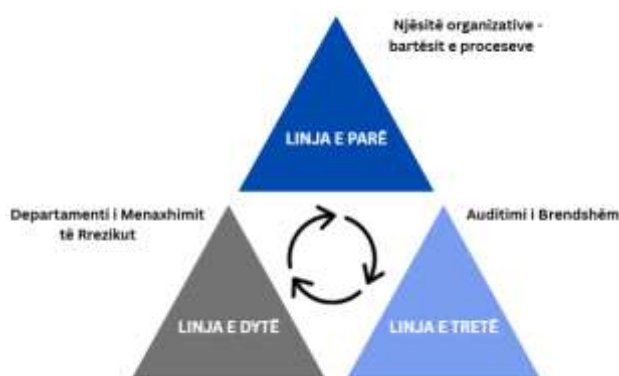 Njësitë organizative -
bartësit e proceseve
LINJA E PARË
Departamenti i Menaxhimit
të Rrezikut
Auditimi i Brendshëm
LINJA E DYTË
LINJA E TRETË